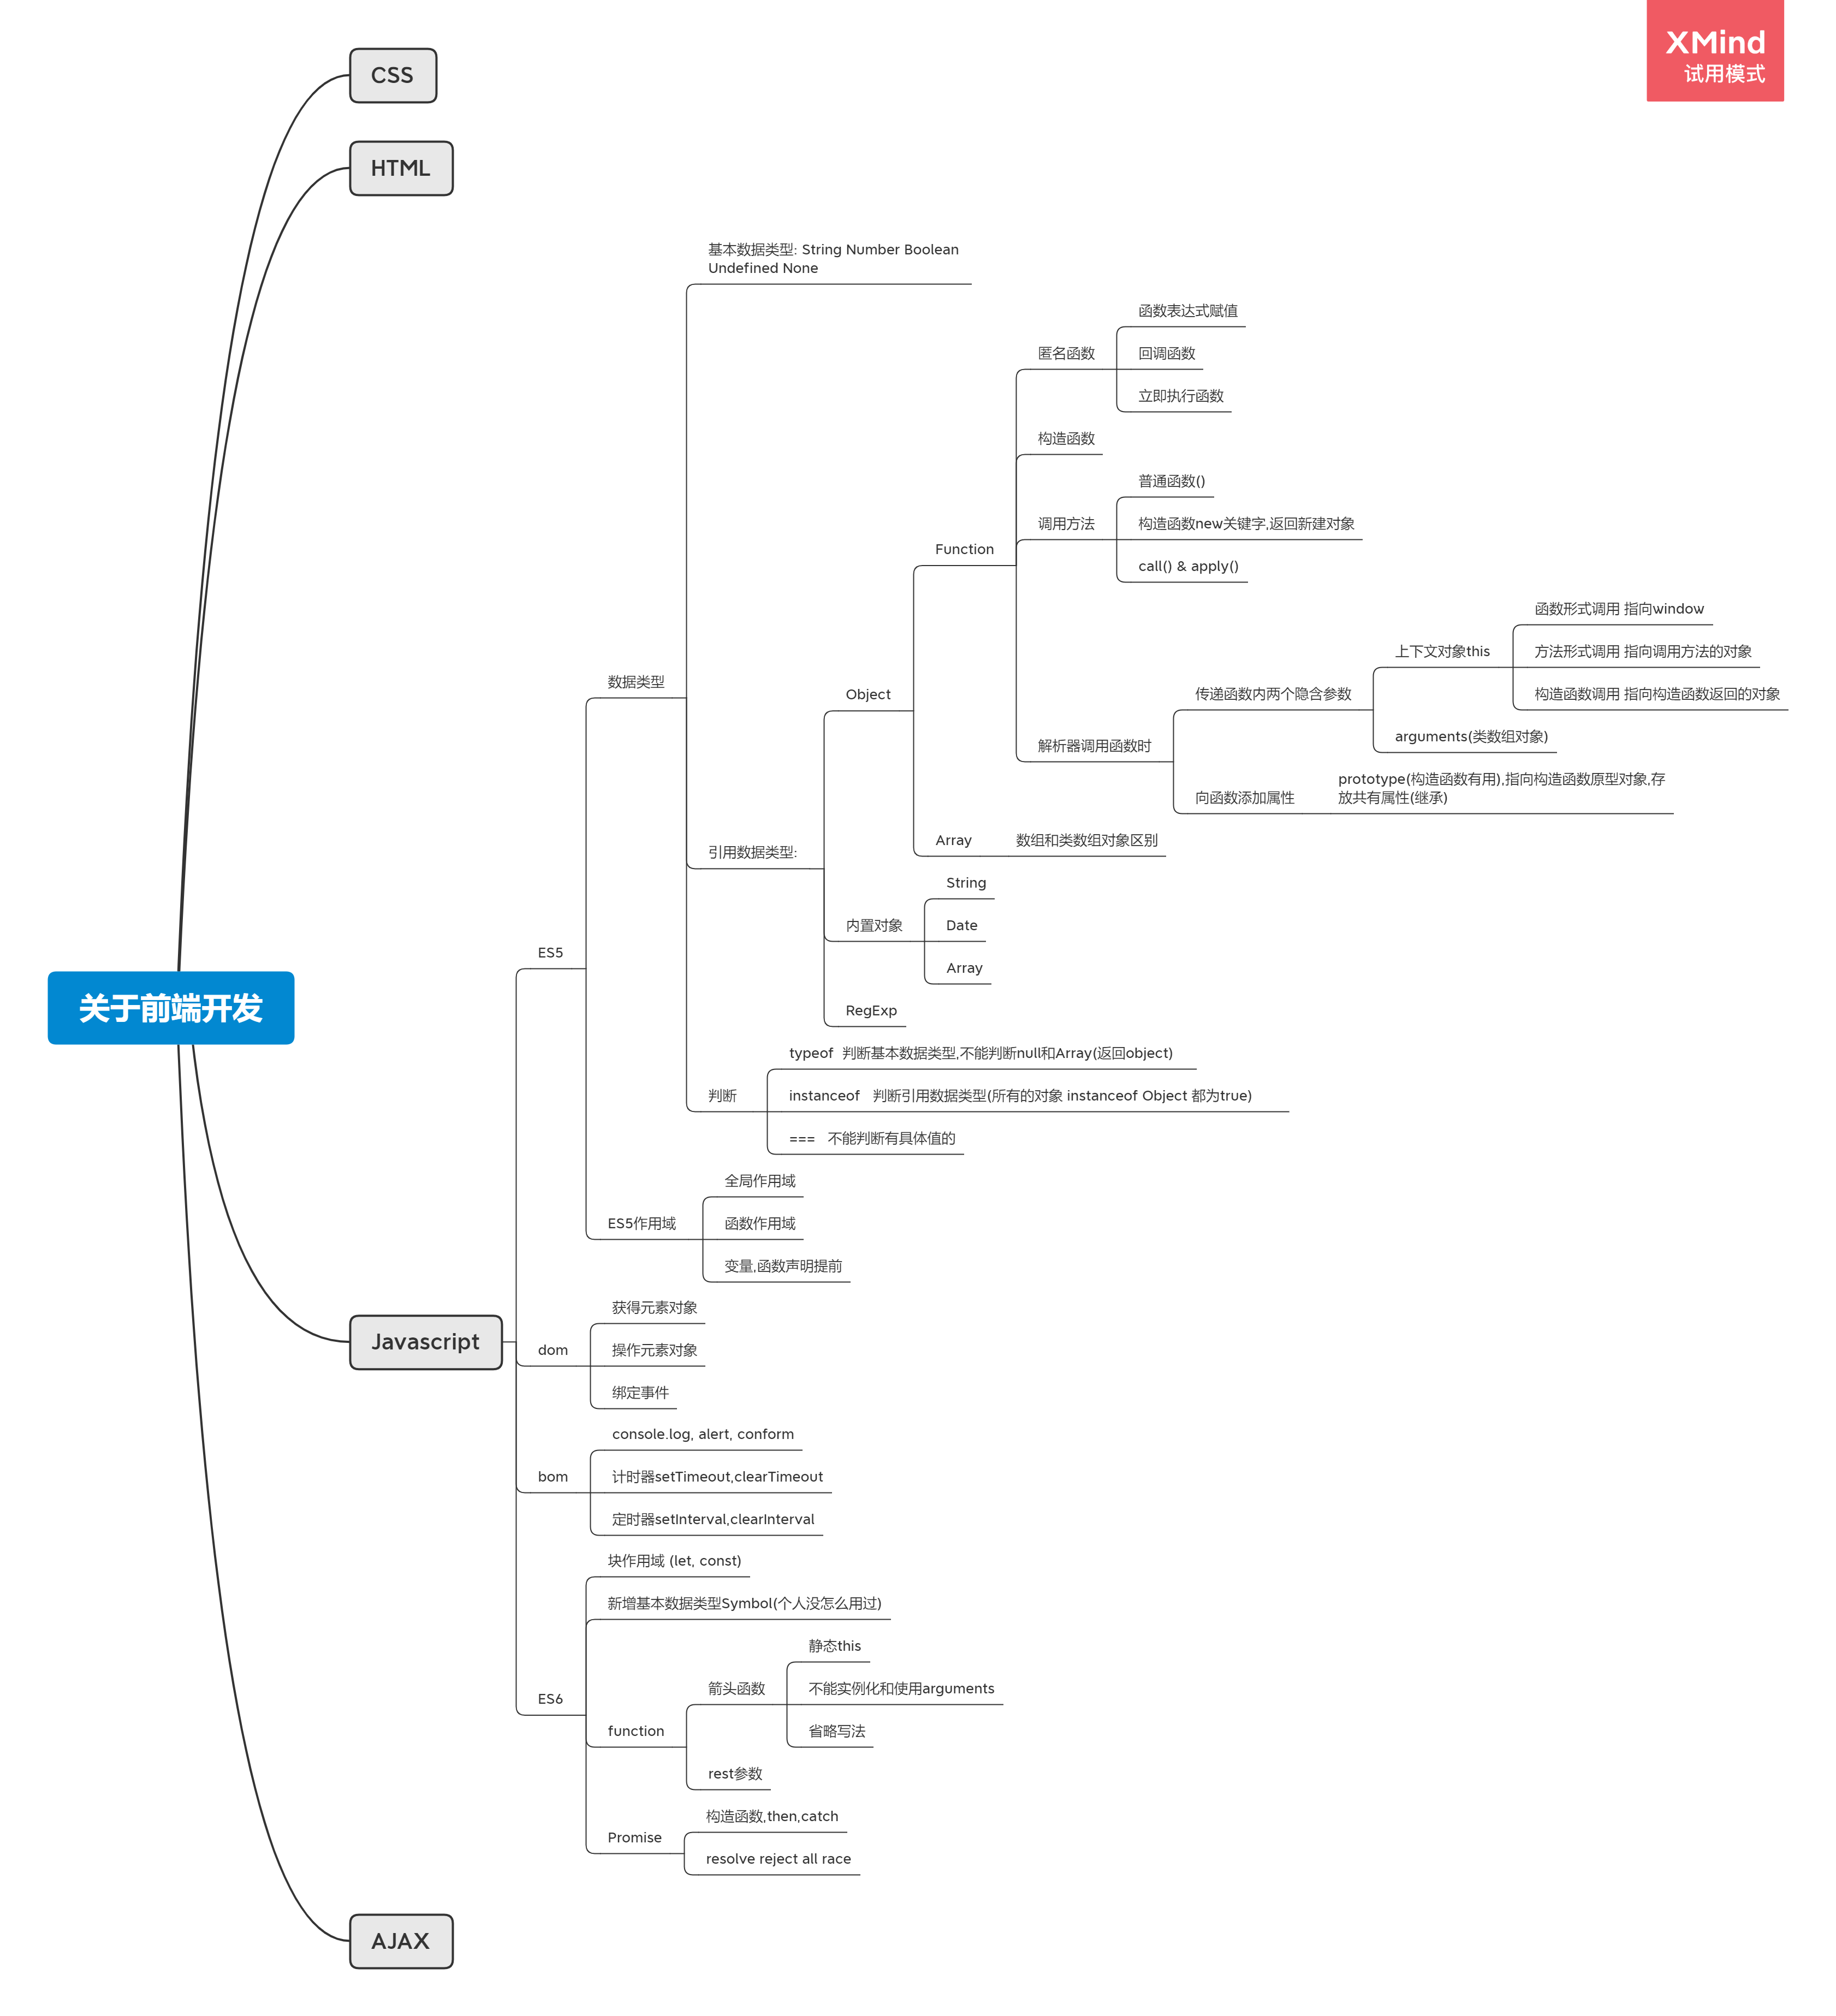 XMind
试用模式
CSS
HTML
基本数据类型: String Number Boolean
Undefined None
函数表达式赋值
匿名函数
回调函数
立即执行函数
构造函数
普通函数()
调用方法
构造函数new关键字,返回新建对象
Function
call() & apply()
函数形式调用 指向window
上下文对象this
方法形式调用 指向调用方法的对象
数据类型
Object
传递函数内两个隐含参数
构造函数调用 指向构造函数返回的对象
arguments(类数组对象)
解析器调用函数时
prototype(构造函数有用),指向构造函数原型对象,存
放共有属性(继承)
向函数添加属性
Array
数组和类数组对象区别
引用数据类型:
String
内置对象
Date
ES5
Array
关于前端开发
RegExp
typeof 判断基本数据类型,不能判断null和Array(返回object)
判断
instanceof 判断引用数据类型(所有的对象 instanceof Object 都为true)
=== 不能判断有具体值的
全局作用域
ES5作用域
函数作用域
变量,函数声明提前
获得元素对象
Javascript
dom
操作元素对象
绑定事件
console.log, alert, conform
bom
计时器setTimeout,clearTimeout
定时器setInterval,clearInterval
块作用域 (let, const)
新增基本数据类型Symbol(个人没怎么用过)
静态this
ES6
箭头函数
不能实例化和使用arguments
function
省略写法
rest参数
构造函数,then,catch
Promise
resolve reject all race
AJAX